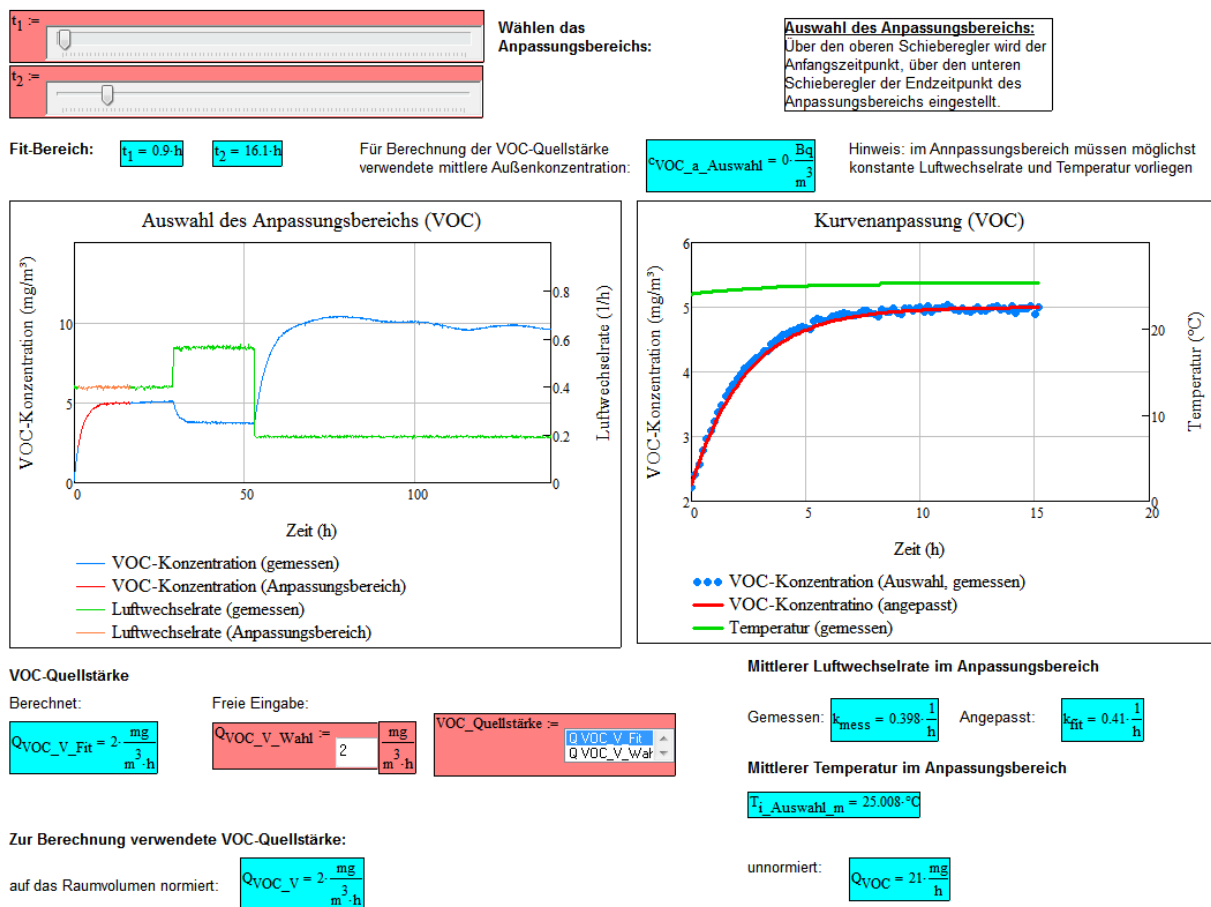 t1 :=
Wählen das
Anpassungsbereichs:
Auswahl des Anpassungsbereichs:
Über den oberen Schieberegler wird der
Anfangszeitpunkt, über den unteren
Schieberegler der Endzeitpunkt des
Anpassungsbereichs eingestellt.
t2 :=
Fit-Bereich:
t1 = 0.9·h
t2 = 16.1·h
Für Berechnung der VOC-Quellstärke
verwendete mittlere Außenkonzentration:
cVOC_a_Auswahl = 0· Bq/m³
Hinweis: im Annpassungsbereich müssen möglichst
konstante Luftwechselrate und Temperatur vorliegen
Auswahl des Anpassungsbereichs (VOC)
VOC-Konzentration (mg/m³)
10
5
0
0.8
0.6
0.4
0.2
0
Luftwechselrate (1/h)
0 50 100
Zeit (h)
VOC-Konzentration (gemessen)
VOC-Konzentration (Anpassungsbereich)
Luftwechselrate (gemessen)
Luftwechselrate (Anpassungsbereich)
Kurvenanpassung (VOC)
VOC-Konzentration (mg/m³)
6
5
4
3
2
20
10
0
Temperatur (°C)
0 5 10 15 20
Zeit (h)
VOC-Konzentration (Auswahl, gemessen)
VOC-Konzentratino (angepasst)
Temperatur (gemessen)
VOC-Quellstärke
Berechnet:
QVOC_V_Fit = 2· mg/m³·h
Freie Eingabe:
QVOC_V_Wahl := 2 mg/m³·h
VOC_Quellstärke :=
Q VOC_V_Fit
Q VOC_V_Wah
Mittlerer Luftwechselrate im Anpassungsbereich
Gemessen:
kmess = 0.398· 1/h
Angepasst:
kfit = 0.41· 1/h
Mittlerer Temperatur im Anpassungsbereich
Ti_Auswahl_m = 25.008·°C
Zur Berechnung verwendete VOC-Quellstärke:
auf das Raumvolumen normiert:
QVOC_V = 2· mg/m³·h
unnormiert:
QVOC = 21· mg/h